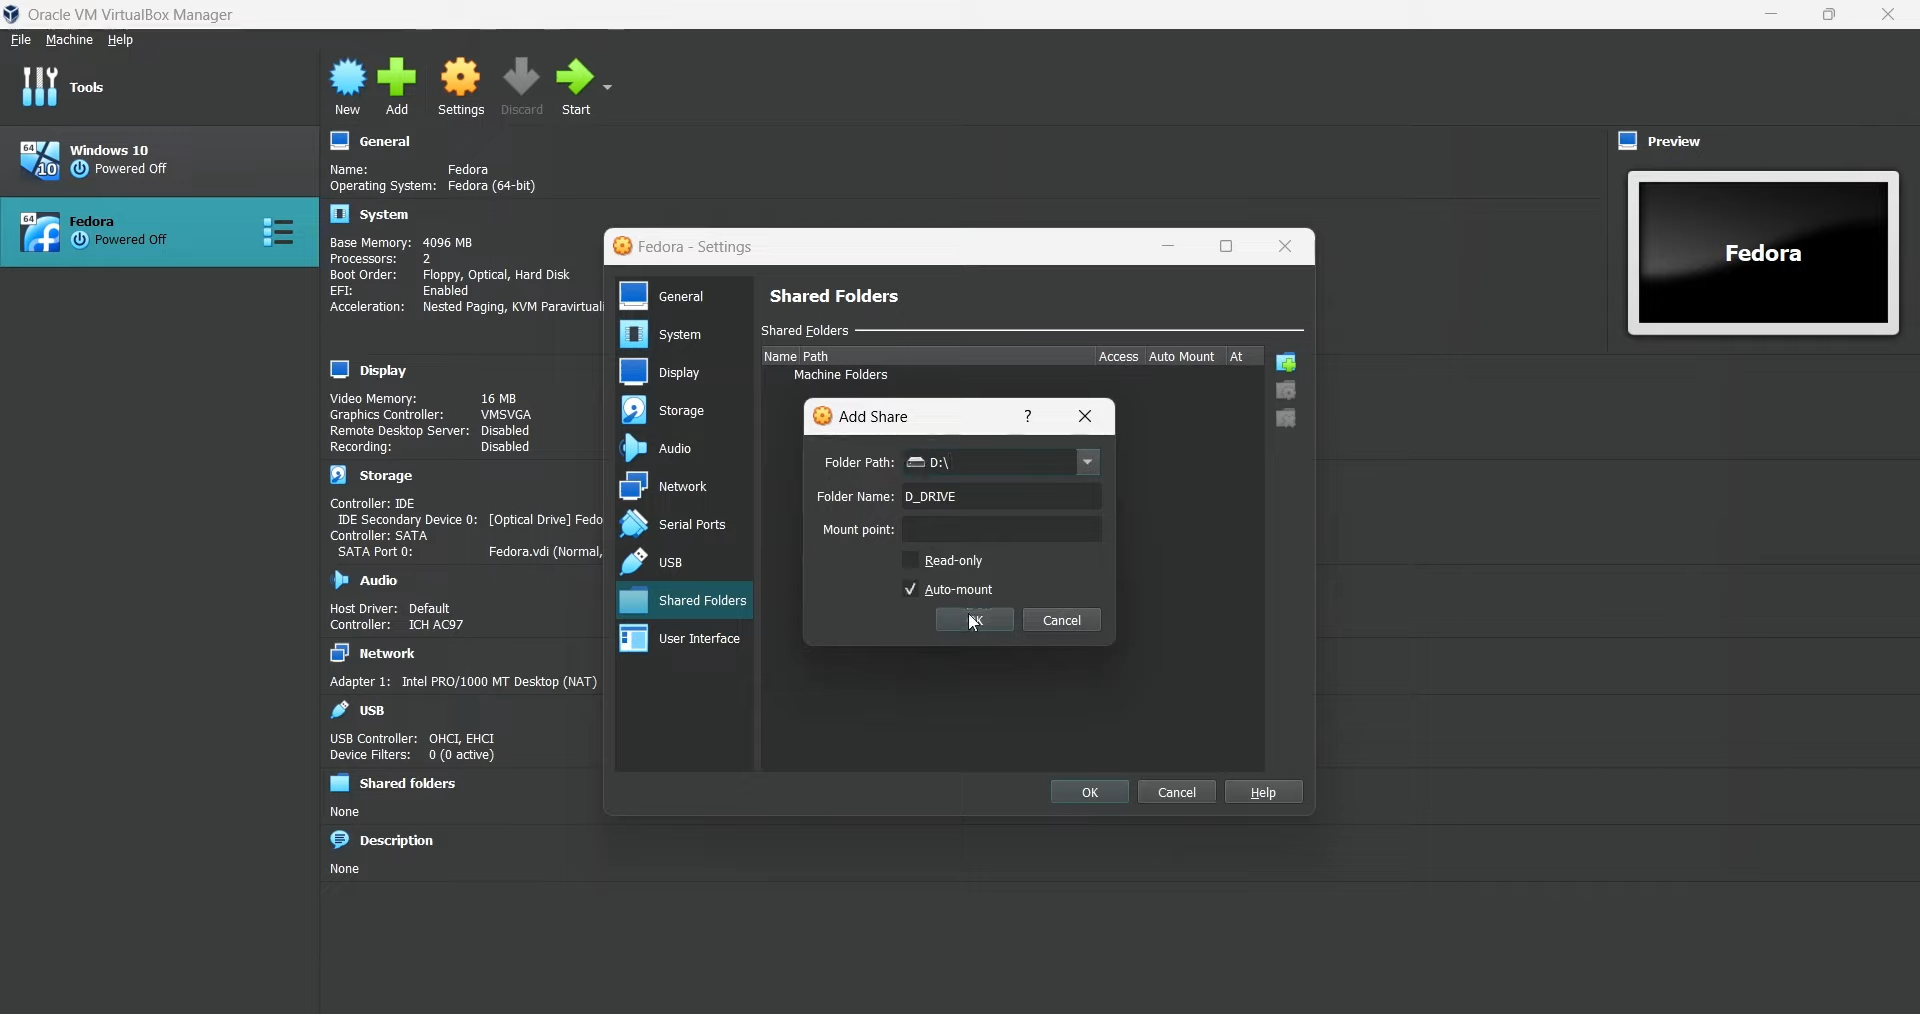 Oracle VM VirtualBox Manager
File Machine Help
Tools
New Add Settings Discard Start
64 10 Windows 10
Powered Off
64 Fedora
Powered Off
General
Name: Fedora
Operating System: Fedora (64-bit)
System
Base Memory: 4096 MB
Processors: 2
Boot Order: Floppy, Optical, Hard Disk
EFI: Enabled
Acceleration: Nested Paging, KVM Paravirtuali
Display
Video Memory: 16 MB
Graphics Controller: VMSVGA
Remote Desktop Server: Disabled
Recording: Disabled
Storage
Controller: IDE
IDE Secondary Device 0: [Optical Drive] Fedo
Controller: SATA
SATA Port 0: Fedora.vdi (Normal,
Audio
Host Driver: Default
Controller: ICH AC97
Network
Adapter 1: Intel PRO/1000 MT Desktop (NAT)
USB
USB Controller: OHCI, EHCI
Device Filters: 0 (0 active)
Shared folders
None
Description
None
Preview
Fedora
Fedora - Settings
General
System
Display
Storage
Audio
Network
Serial Ports
USB
Shared Folders
User Interface
Shared Folders
Shared Folders
Name Path Access Auto Mount At
Machine Folders
Add Share ?
Folder Path: D:\
Folder Name: D_DRIVE
Mount point:
Read-only
Auto-mount
Cancel
OK Cancel Help